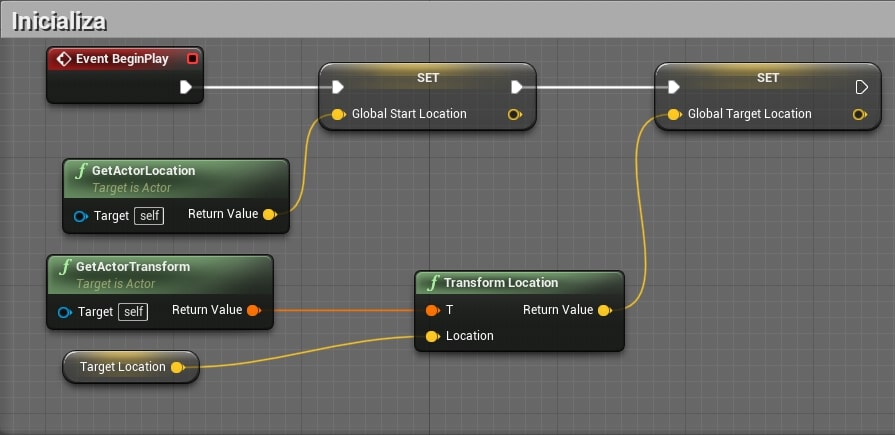 Inicializa
Event BeginPlay
SET
Global Start Location
SET
Global Target Location
f GetActorLocation
Target is Actor
Target self
Return Value
f GetActorTransform
Target is Actor
Target self
Return Value
f Transform Location
T
Return Value
Location
Target Location